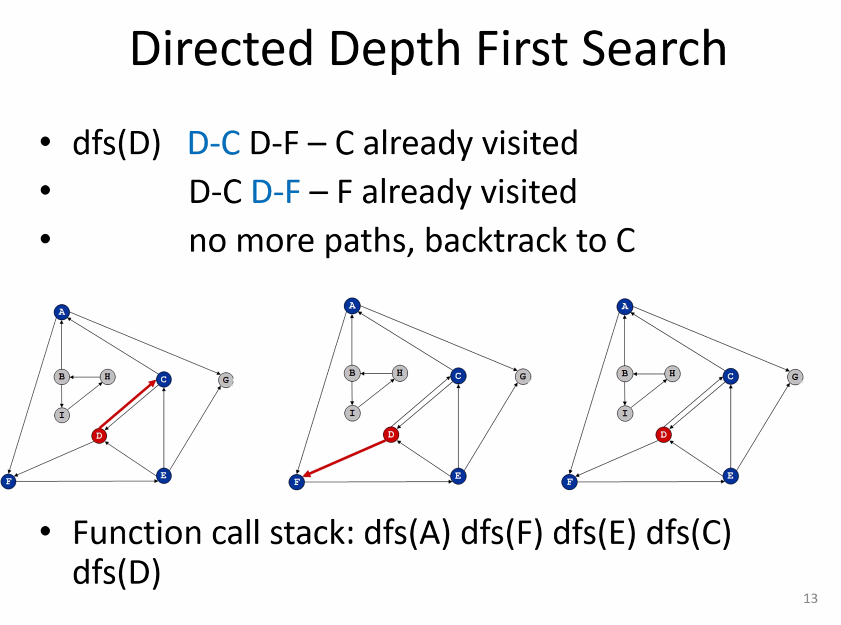 Directed Depth First Search
• dfs(D) D-C D-F – C already visited
• D-C D-F – F already visited
• no more paths, backtrack to C
A
B H
C
G
I
D
E
F
A
B H
C
G
I
D
E
F
A
B H
C
G
I
D
E
F
• Function call stack: dfs(A) dfs(F) dfs(E) dfs(C)
dfs(D)
13